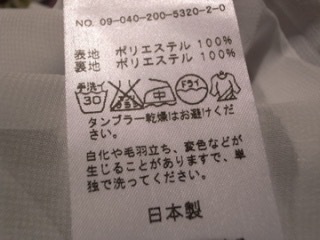 NO. 09-040-200-5320-2-0
表地 ポリエステル 100%
裏地 ポリエステル 100%
手洗イ
30
中
ドライ
タンブラー乾燥はお避けくだ
さい。
白化や毛羽立ち、変色などが
生じることがありますで、単
独で洗ってください。
日本製